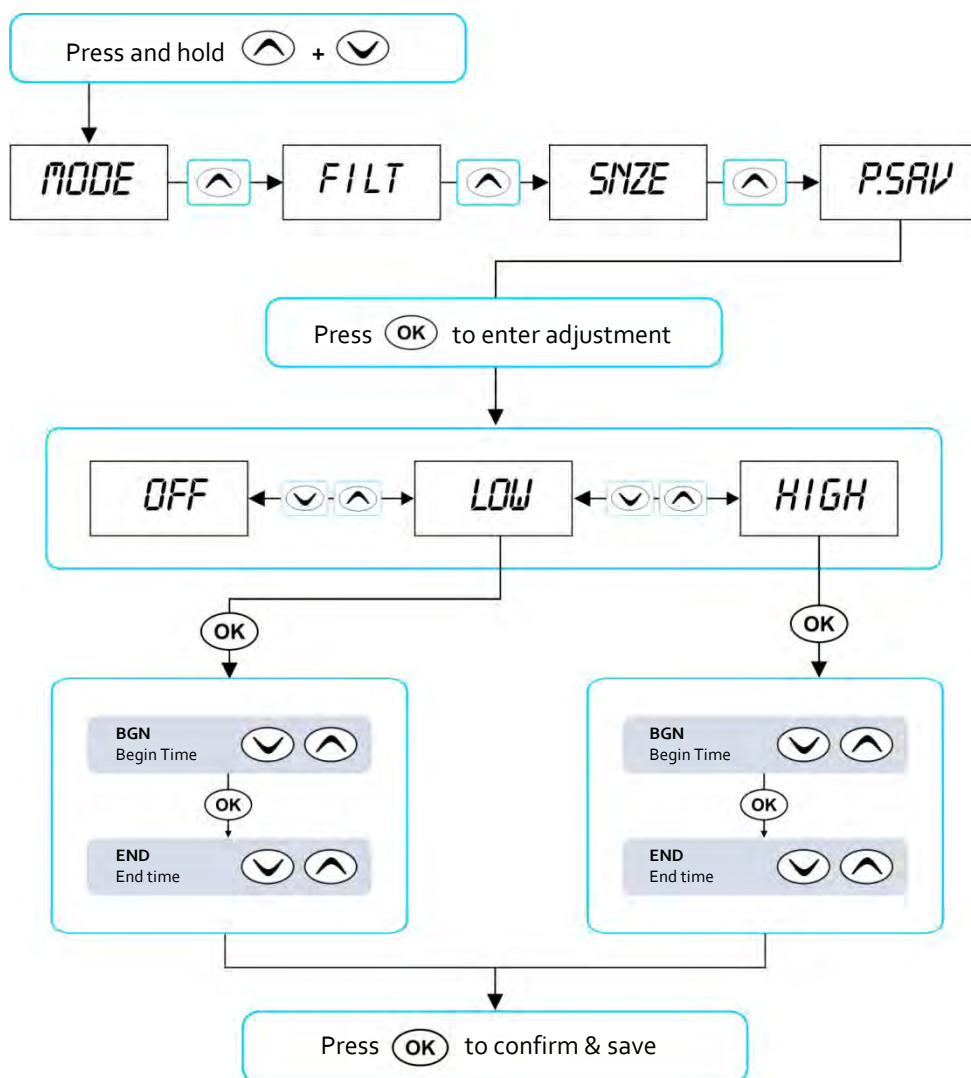 Press and hold +
MODE FILT SNZE P.SAV
Press OK to enter adjustment
OFF LOW HIGH
OK OK
BGN
Begin Time
OK
END
End time
BGN
Begin Time
OK
END
End time
Press OK to confirm & save